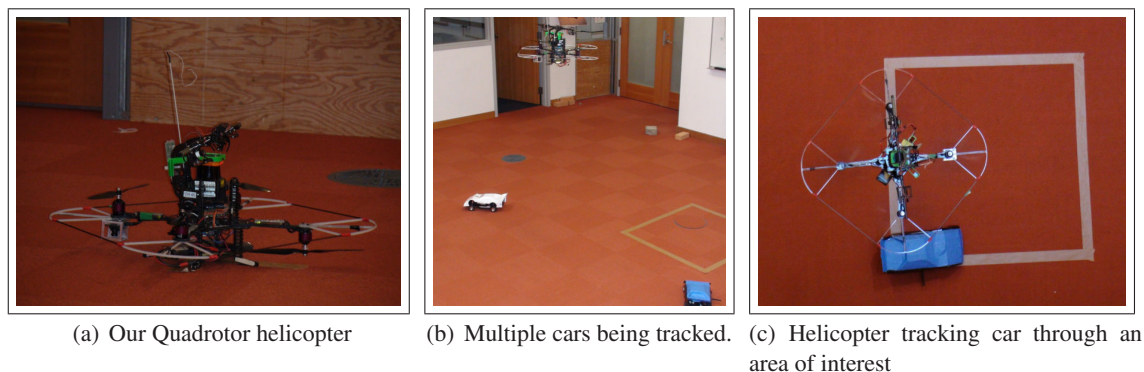 (a) Our Quadrotor helicopter
(b) Multiple cars being tracked.
(c) Helicopter tracking car through an
area of interest